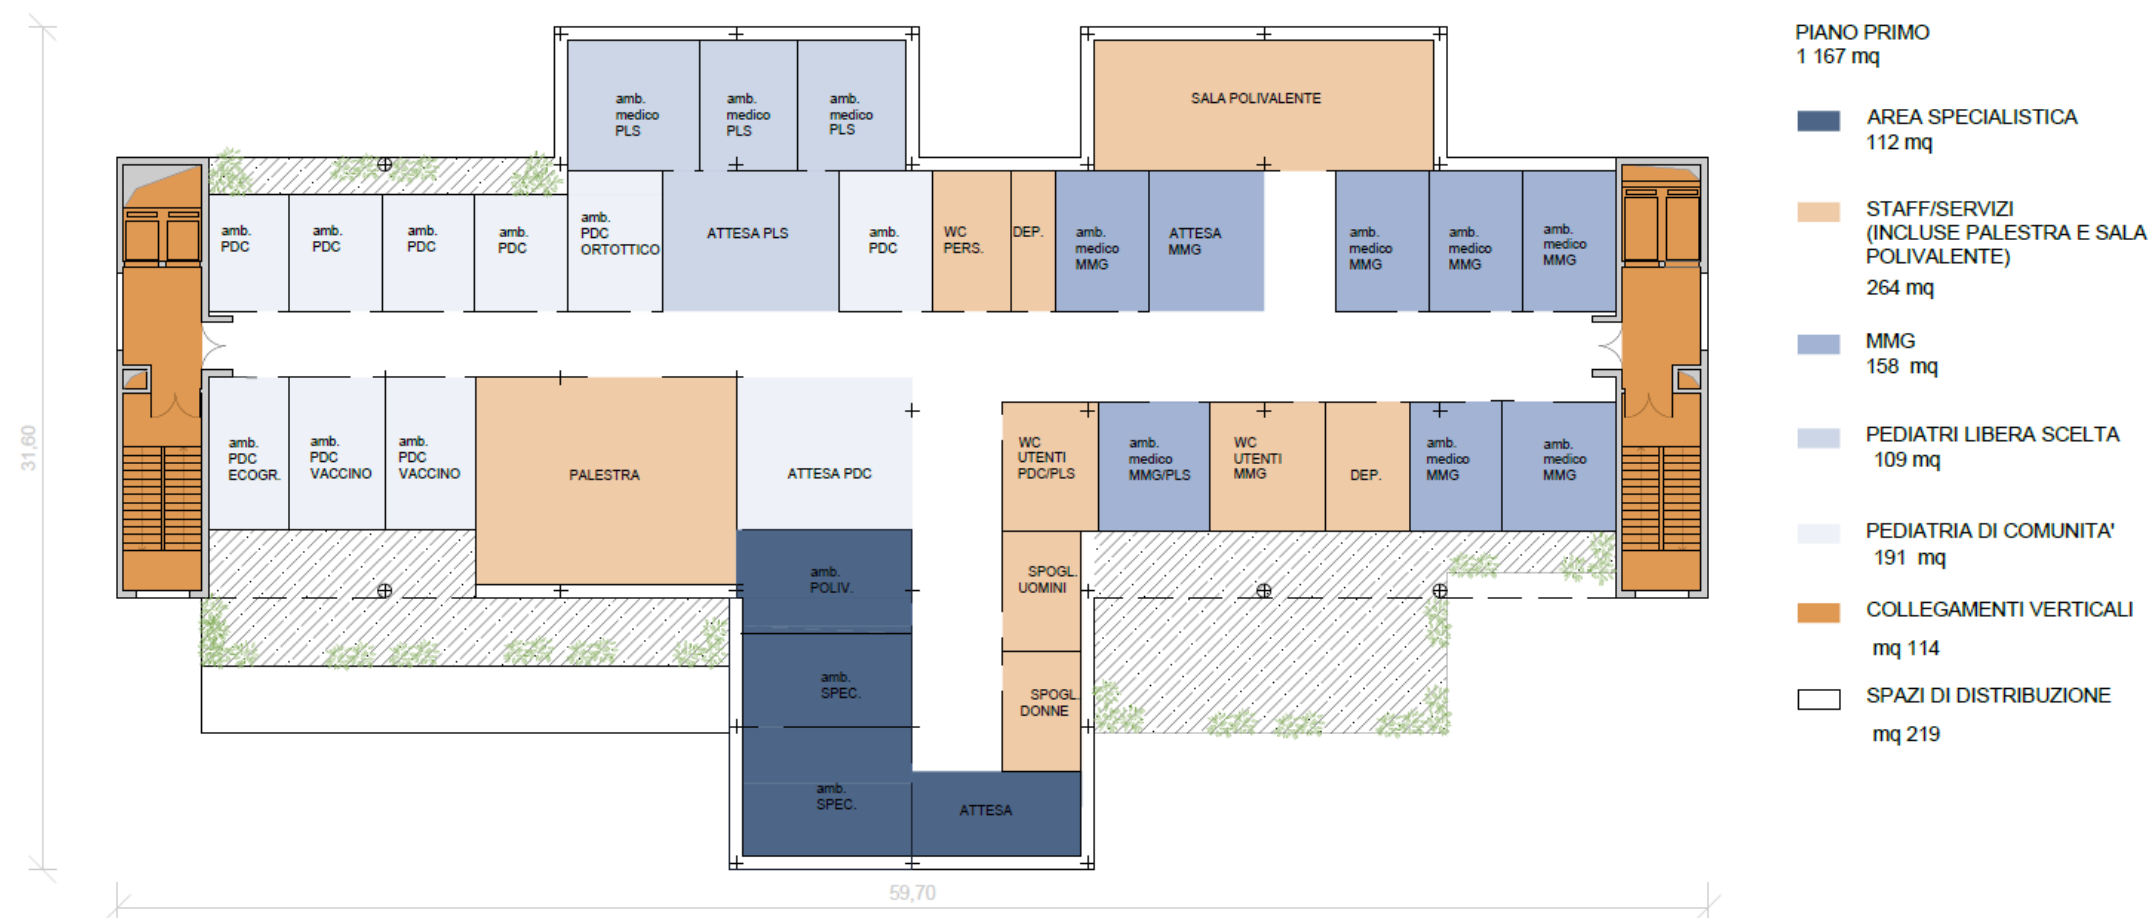 amb.
medico
PLS
amb.
medico
PLS
amb.
medico
PLS
SALA POLIVALENTE
amb.
PDC
amb.
PDC
amb.
PDC
amb.
PDC
amb.
PDC
ORTOTTICO
ATTESA PLS
amb.
PDC
WC
PERS.
DEP.
amb.
medico
MMG
ATTESA
MMG
amb.
medico
MMG
amb.
medico
MMG
amb.
medico
MMG
amb.
PDC
ECOGR.
amb.
PDC
VACCINO
amb.
PDC
VACCINO
PALESTRA
ATTESA PDC
WC
UTENTI
PDC/PLS
amb.
medico
MMG/PLS
WC
UTENTI
MMG
DEP.
amb.
medico
MMG
amb.
medico
MMG
amb.
POLIV.
SPOGL.
UOMINI
amb.
SPEC.
SPOGL.
DONNE
amb.
SPEC.
ATTESA
31,60
59,70
PIANO PRIMO
1 167 mq
AREA SPECIALISTICA
112 mq
STAFF/SERVIZI
(INCLUSE PALESTRA E SALA
POLIVALENTE)
264 mq
MMG
158 mq
PEDIATRI LIBERA SCELTA
109 mq
PEDIATRIA DI COMUNITA'
191 mq
COLLEGAMENTI VERTICALI
mq 114
SPAZI DI DISTRIBUZIONE
mq 219